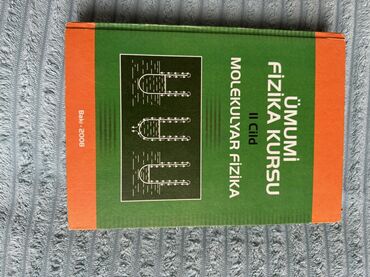 ÜMUMİ
FİZİKA KURSU
II Cild
MOLEKULYAR FİZİKA
Bakı - 2008